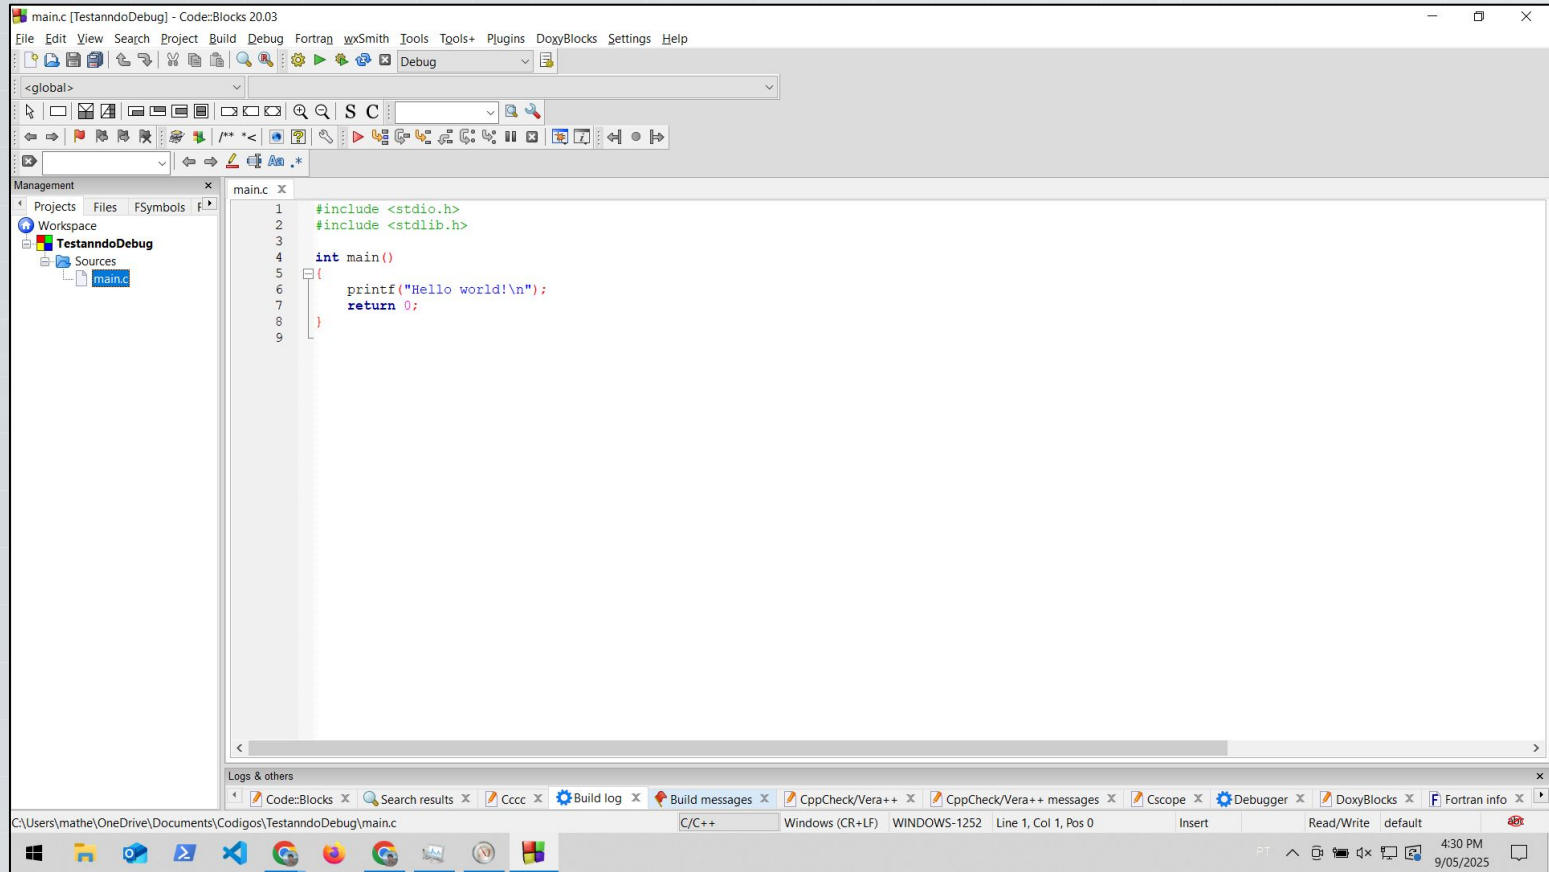 main.c [TestanndoDebug] - Code::Blocks 20.03
File Edit View Search Project Build Debug Fortran wxSmith Tools Tools+ Plugins DoxyBlocks Settings Help
Debug
<global>
S C
/** *<
Aa .*
Management
main.c
Projects Files FSymbols
Workspace
TestanndoDebug
Sources
main.c
1 #include <stdio.h>
2 #include <stdlib.h>
3
4 int main()
5 {
6 printf("Hello world!\n");
7 return 0;
8 }
9
Logs & others
Code::Blocks Search results Cccc Build log Build messages CppCheck/Vera++ CppCheck/Vera++ messages Cscope Debugger DoxyBlocks Fortran info
C:\Users\mathe\OneDrive\Documents\Codigos\TestanndoDebug\main.c C/C++ Windows (CR+LF) WINDOWS-1252 Line 1, Col 1, Pos 0 Insert Read/Write default abc
PT
4:30 PM
9/05/2025